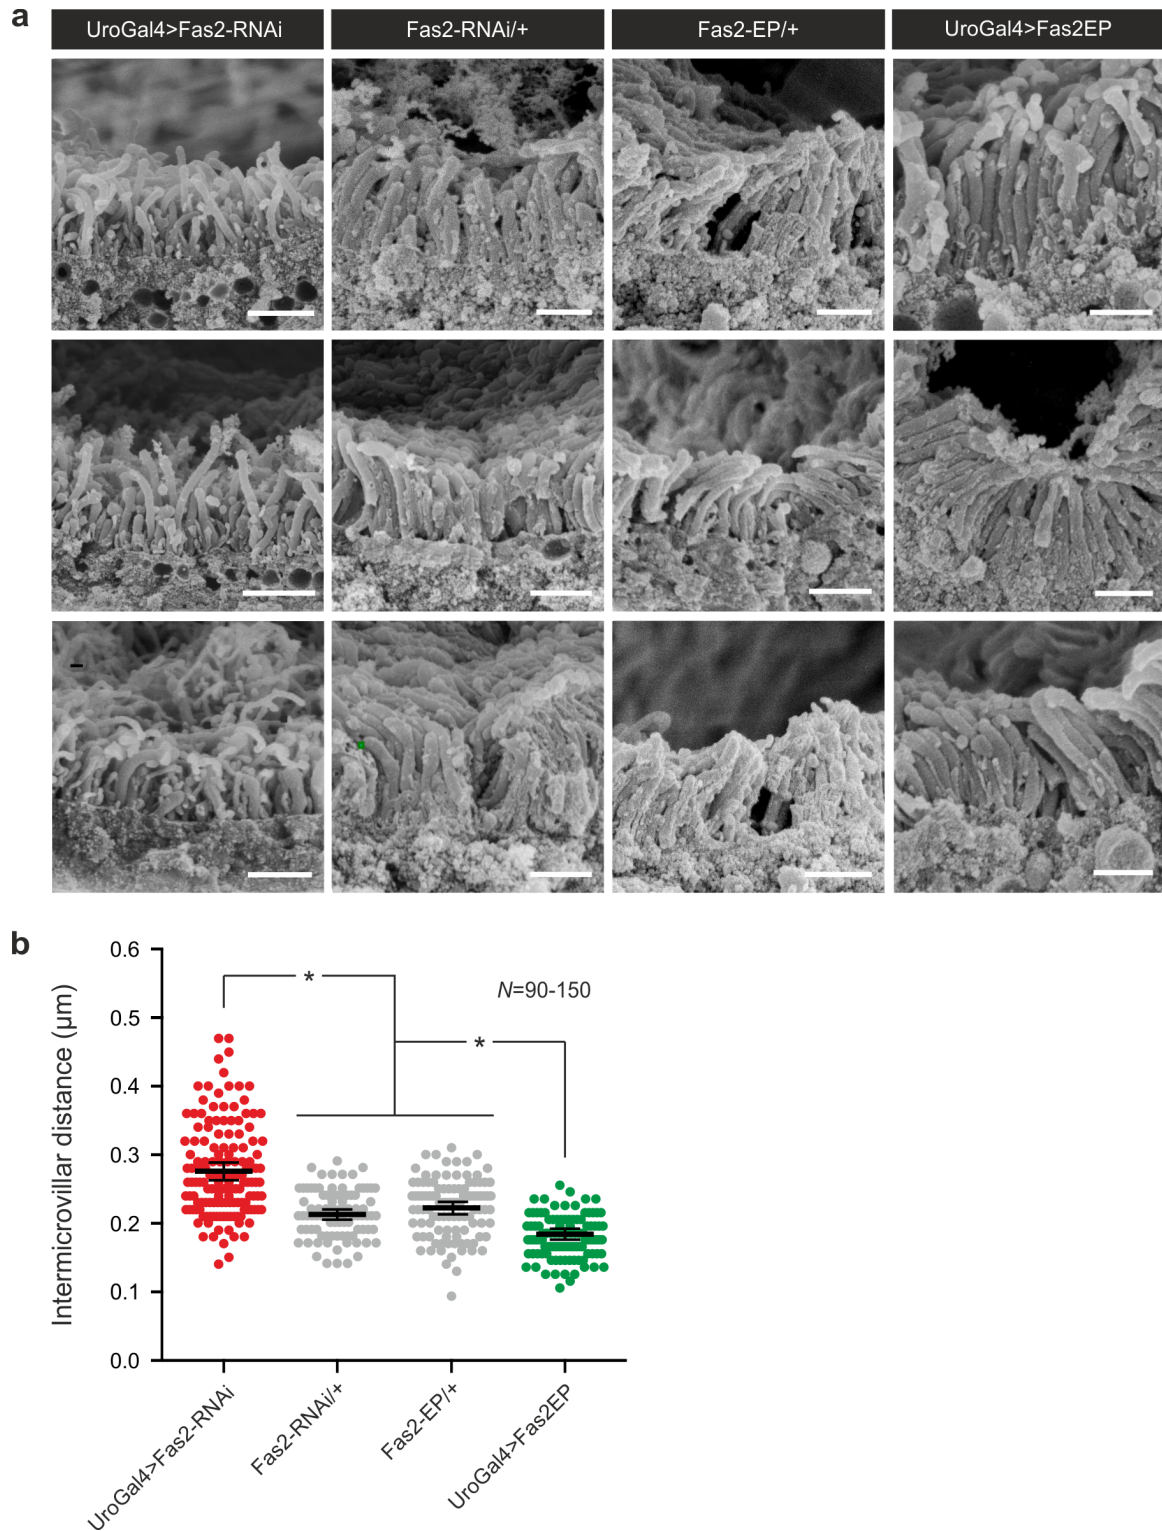 a
UroGal4>Fas2-RNAi
Fas2-RNAi/+
Fas2-EP/+
UroGal4>Fas2EP
b
Intermicrovillar distance (μm)
0.6
0.5
0.4
0.3
0.2
0.1
0.0
*
*
N=90-150
UroGal4>Fas2-RNAi
Fas2-RNAi/+
Fas2-EP/+
UroGal4>Fas2EP